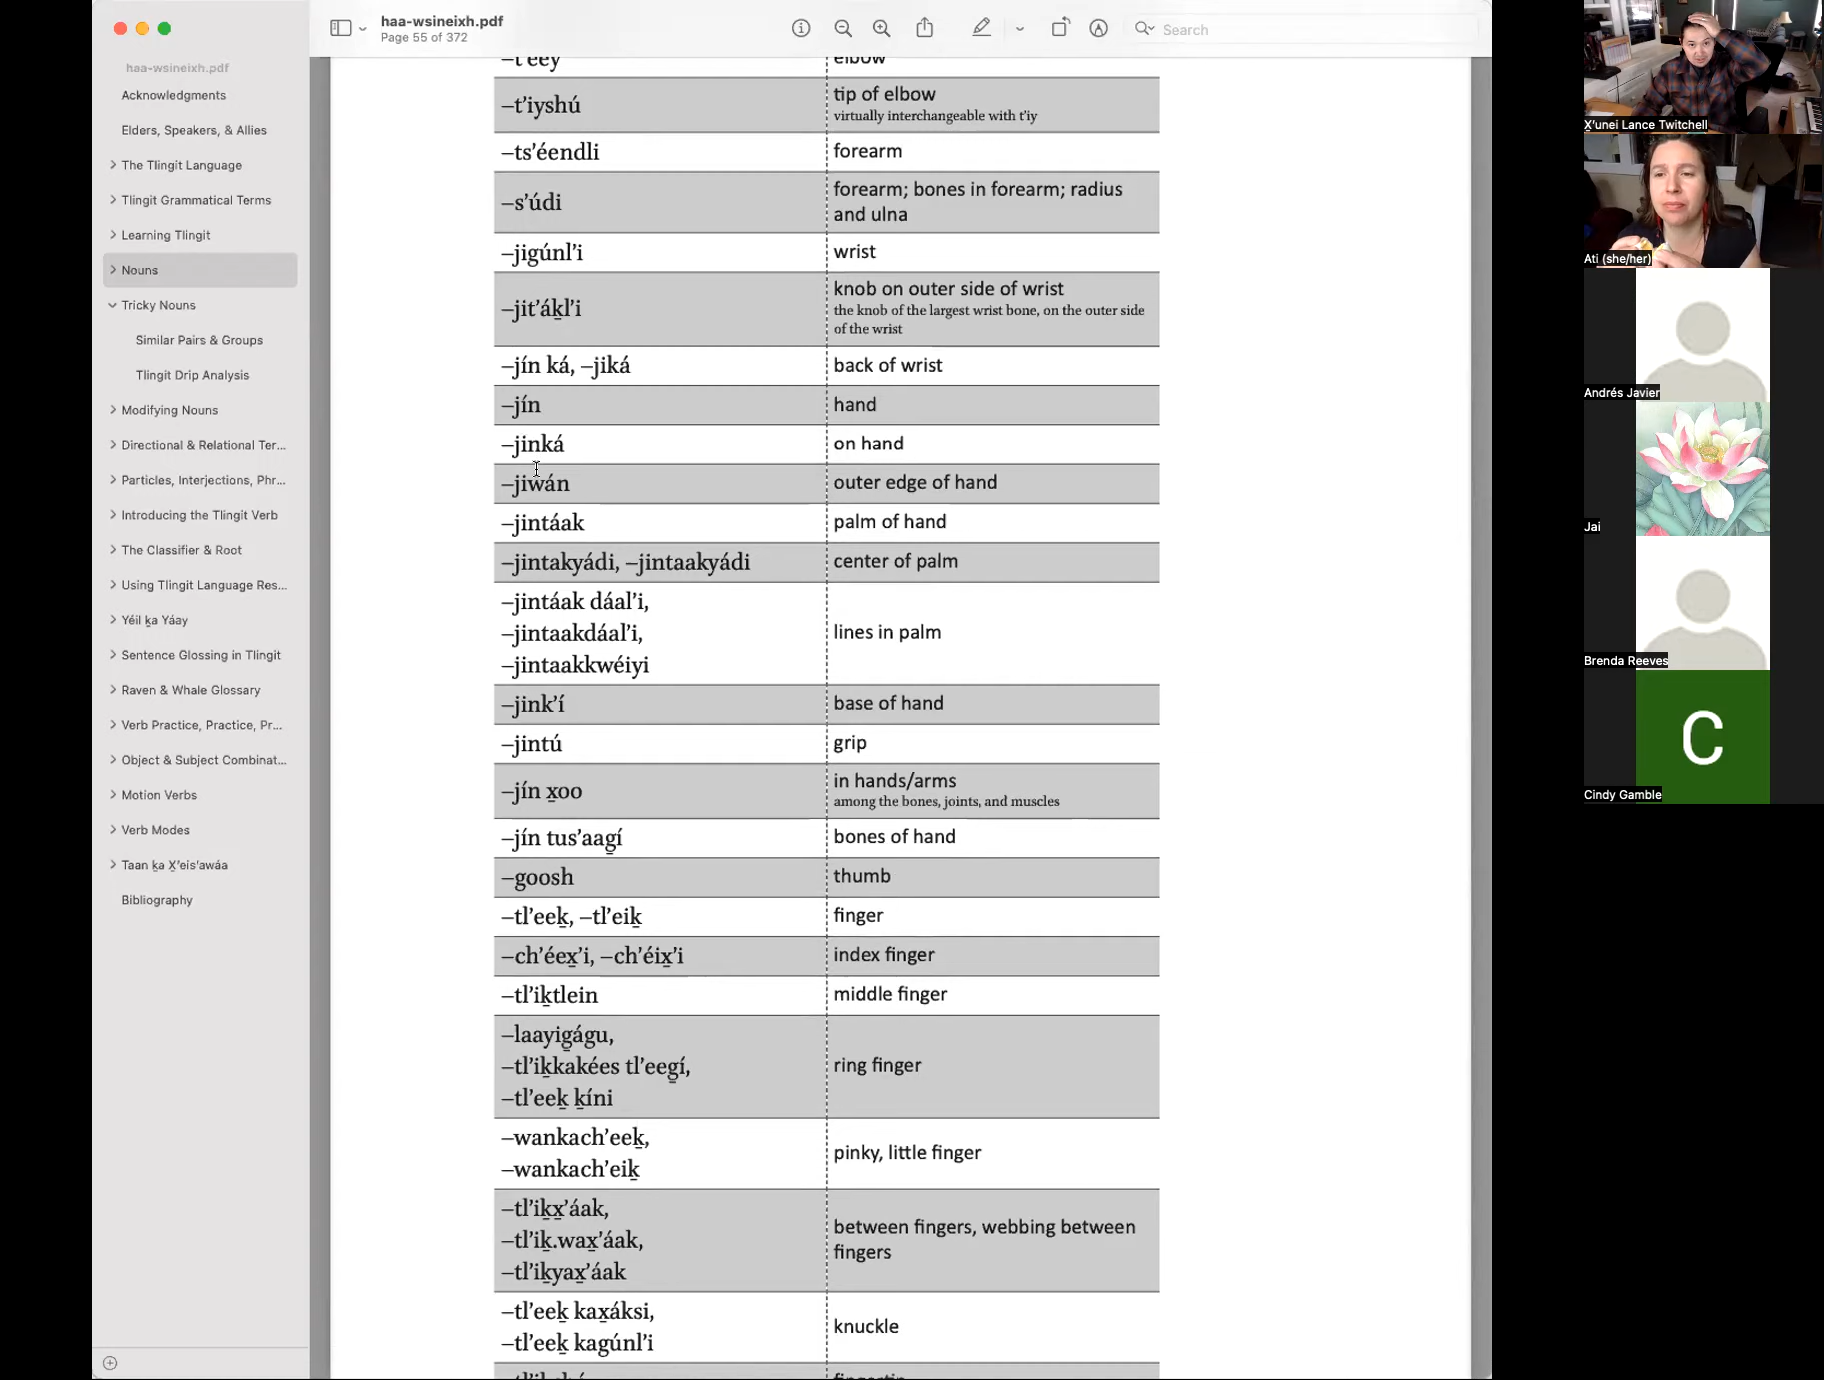 haa-wsineixh.pdf
Page 55 of 372
Search
haa-wsineixh.pdf
Acknowledgments
Elders, Speakers, & Allies
The Tlingit Language
Tlingit Grammatical Terms
Learning Tlingit
Nouns
Tricky Nouns
Similar Pairs & Groups
Tlingit Drip Analysis
Modifying Nouns
Directional & Relational Ter...
Particles, Interjections, Phr...
Introducing the Tlingit Verb
The Classifier & Root
Using Tlingit Language Res...
Yéil ḵa Yáay
Sentence Glossing in Tlingit
Raven & Whale Glossary
Verb Practice, Practice, Pr...
Object & Subject Combinat...
Motion Verbs
Verb Modes
Taan ḵa X̱'eis'awáa
Bibliography
–t’eey elbow
–t’iyshú tip of elbow
virtually interchangeable with t’iy
–ts’éendli forearm
–s’údi forearm; bones in forearm; radius
and ulna
–jigúnl’i wrist
–jit’áḵl’i knob on outer side of wrist
the knob of the largest wrist bone, on the outer side
of the wrist
–jín ká, –jiká back of wrist
–jín hand
–jinká on hand
–jiwán outer edge of hand
–jintáak palm of hand
–jintakyádi, –jintaakyádi center of palm
–jintáak dáal’i,
–jintaakdáal’i, lines in palm
–jintaakkwéiyi
–jink’í base of hand
–jintú grip
–jín x̱oo in hands/arms
among the bones, joints, and muscles
–jín tus’aag̱í bones of hand
–goosh thumb
–tl’eeḵ, –tl’eiḵ finger
–ch’éex̱’i, –ch’éix̱’i index finger
–tl’iḵtlein middle finger
–laayig̱águ,
–tl’iḵkakées tl’eeg̱í, ring finger
–tl’eeḵ ḵíni
–wankach’eeḵ,
–wankach’eiḵ pinky, little finger
–tl’iḵx̱’áak,
–tl’iḵ.wax̱’áak, between fingers, webbing between
fingers
–tl’iḵyax̱’áak
–tl’eeḵ kax̱áksi,
–tl’eeḵ kagúnl’i knuckle
X̱'unei Lance Twitchell
Ati (she/her)
Andrés Javier
Jai
Brenda Reeves
C
Cindy Gamble